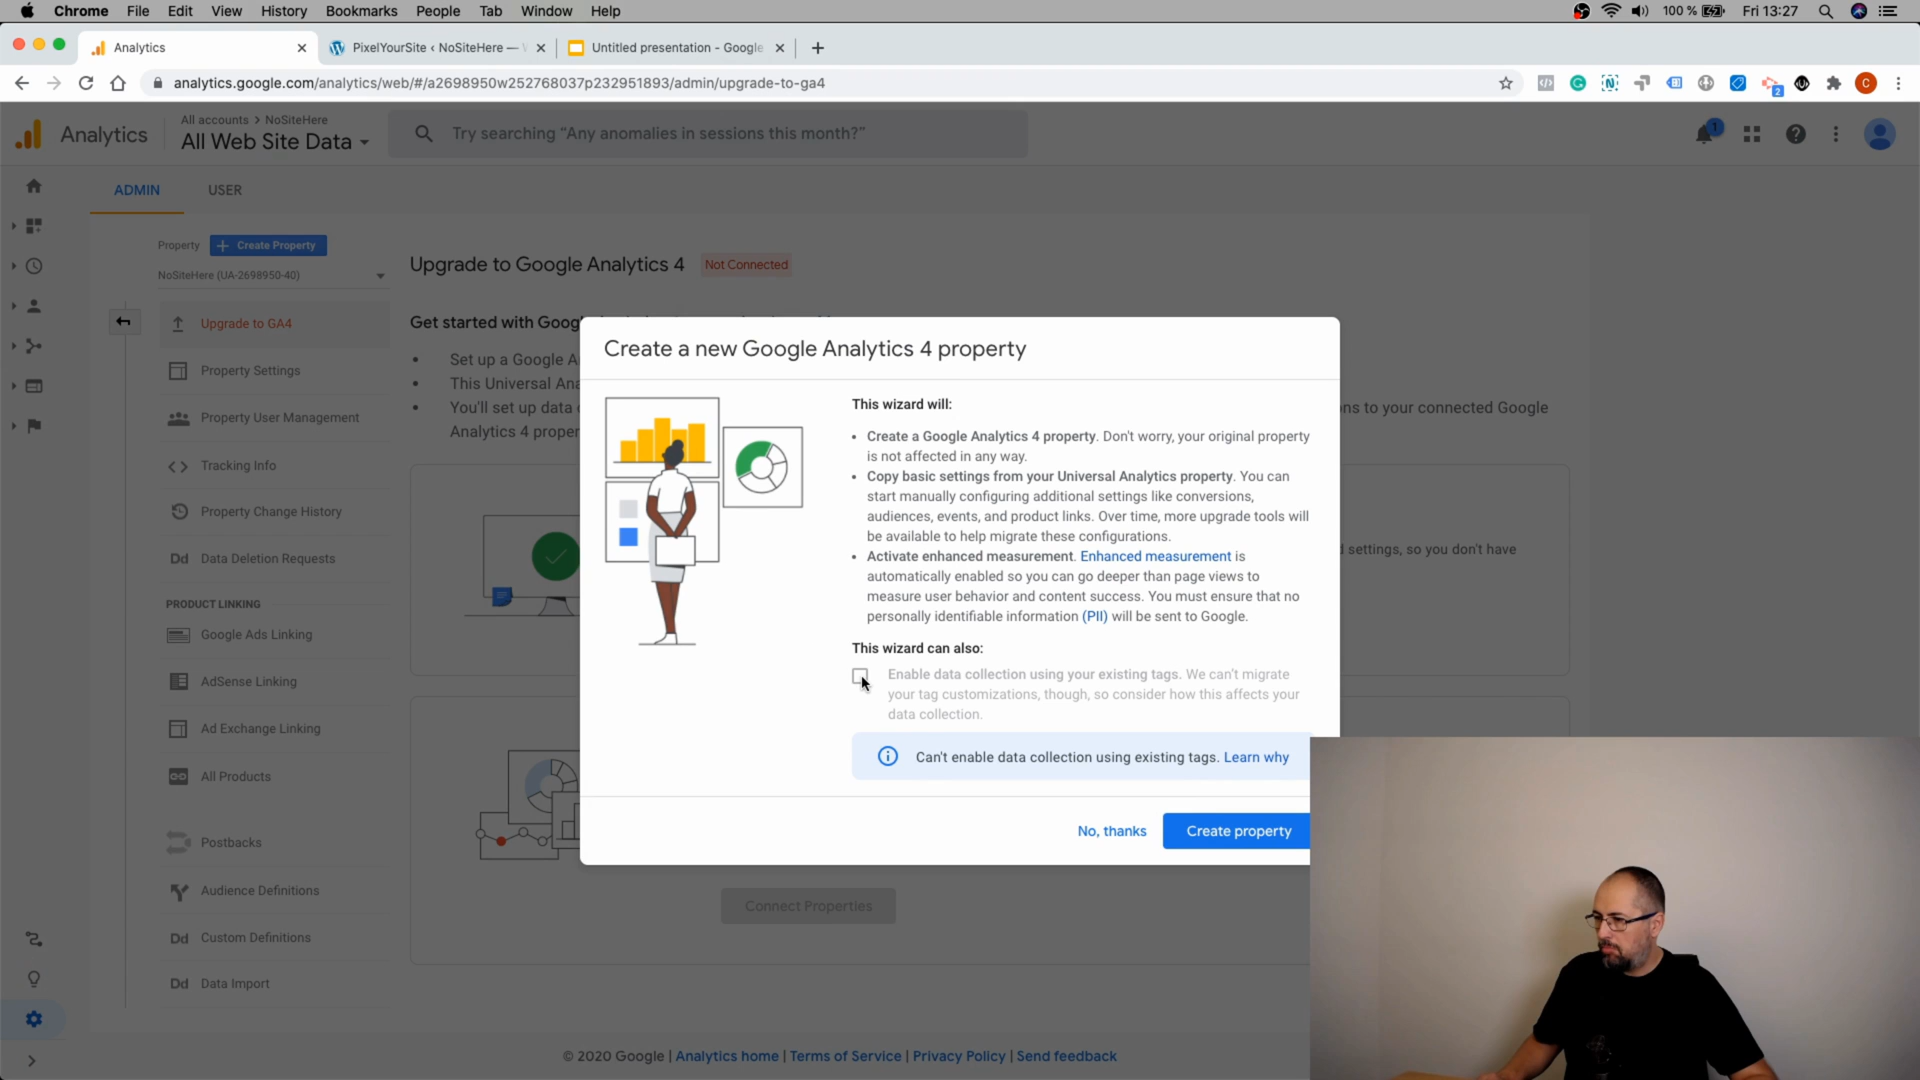 Chrome File Edit View History Bookmarks People Tab Window Help
100 % Fri 13:27
Analytics
PixelYourSite ‹ NoSiteHere —
Untitled presentation - Google
analytics.google.com/analytics/web/#/a2698950w252768037p232951893/admin/upgrade-to-ga4
2
C
Analytics
All accounts > NoSiteHere
All Web Site Data
Try searching “Any anomalies in sessions this month?”
1
ADMIN USER
Property + Create Property
NoSiteHere (UA-2698950-40)
Upgrade to GA4
Property Settings
Property User Management
Tracking Info
Property Change History
Dd Data Deletion Requests
PRODUCT LINKING
Google Ads Linking
AdSense Linking
Ad Exchange Linking
All Products
Postbacks
Audience Definitions
Dd Custom Definitions
Dd Data Import
Upgrade to Google Analytics 4 Not Connected
Get started with Goog
• Set up a Google A
• This Universal Ana
• You'll set up data
ns to your connected Google
Analytics 4 proper
d settings, so you don't have
Create a new Google Analytics 4 property
This wizard will:
• Create a Google Analytics 4 property. Don't worry, your original property
is not affected in any way.
• Copy basic settings from your Universal Analytics property. You can
start manually configuring additional settings like conversions,
audiences, events, and product links. Over time, more upgrade tools will
be available to help migrate these configurations.
• Activate enhanced measurement. Enhanced measurement is
automatically enabled so you can go deeper than page views to
measure user behavior and content success. You must ensure that no
personally identifiable information (PII) will be sent to Google.
This wizard can also:
Enable data collection using your existing tags. We can't migrate
your tag customizations, though, so consider how this affects your
data collection.
Can't enable data collection using existing tags. Learn why
No, thanks Create property
Connect Properties
© 2020 Google | Analytics home | Terms of Service | Privacy Policy | Send feedback